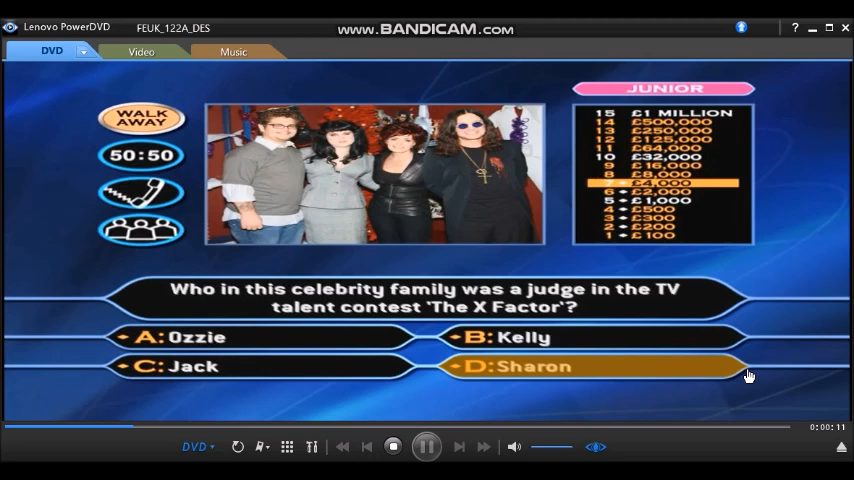 Lenovo PowerDVD
FEUK_122A_DES
www.BANDICAM.com
?
DVD
Video
Music
WALK AWAY
50:50
JUNIOR
15 £1 MILLION
14 £500,000
13 £250,000
12 £125,000
11 £64,000
10 £32,000
9 £16,000
8 £8,000
7 £4,000
6 £2,000
5 £1,000
4 £500
3 £300
2 £200
1 £100
Who in this celebrity family was a judge in the TV
talent contest 'The X Factor'?
A: Ozzie
B: Kelly
C: Jack
D: Sharon
0:00:11
DVD